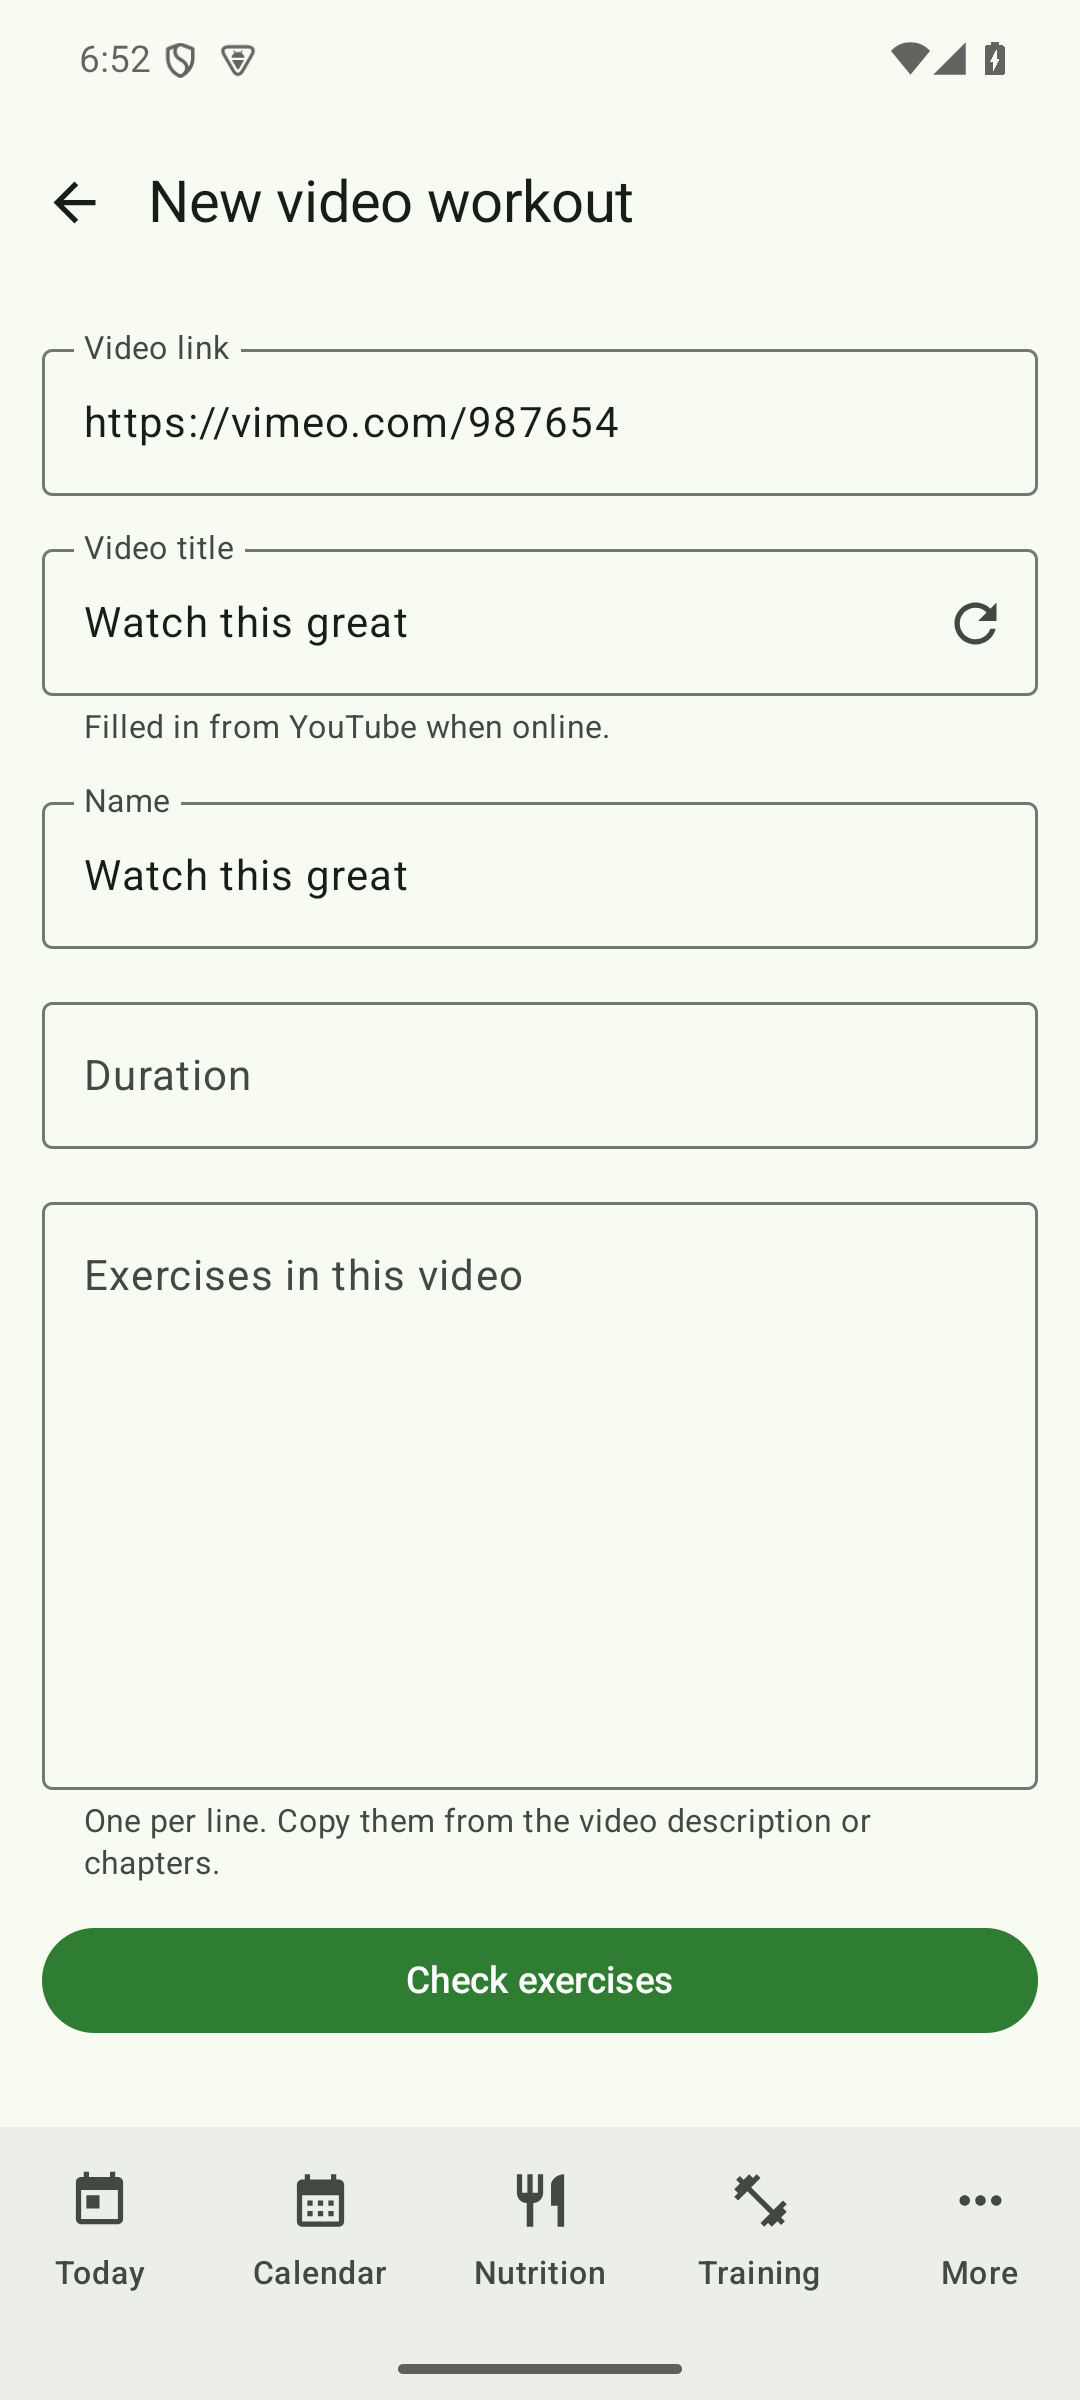 6:52
New video workout
Video link
https://vimeo.com/987654
Video title
Watch this great
Filled in from YouTube when online.
Name
Watch this great
Duration
Exercises in this video
One per line. Copy them from the video description or
chapters.
Check exercises
Today Calendar Nutrition Training More